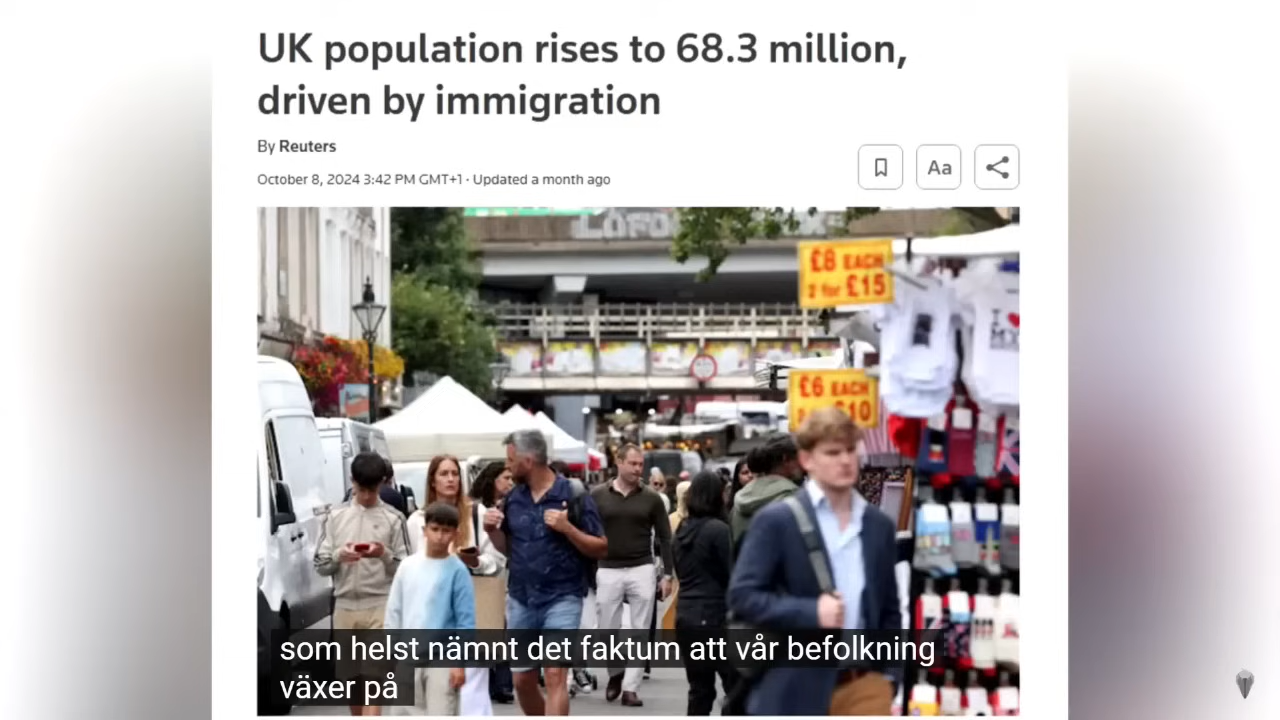 UK population rises to 68.3 million,
driven by immigration
By Reuters
October 8, 2024 3:42 PM GMT+1 · Updated a month ago
Aa
£8 EACH
2 for £15
£6 EACH
£10
som helst nämnt det faktum att vår befolkning
växer på